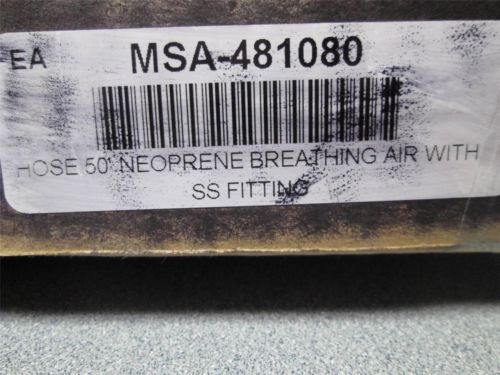 EA MSA-481080
HOSE 50' NEOPRENE BREATHING AIR WITH
SS FITTING